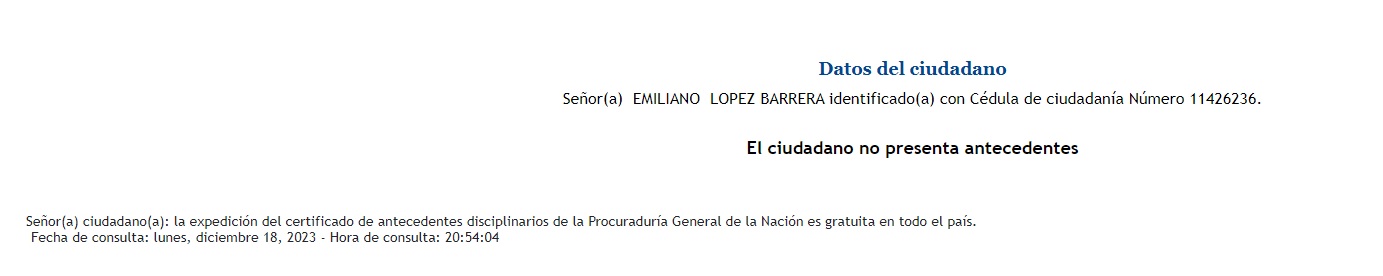 Datos del ciudadano
Señor(a) EMILIANO LOPEZ BARRERA identificado(a) con Cédula de ciudadanía Número 11426236.
El ciudadano no presenta antecedentes
Señor(a) ciudadano(a): la expedición del certificado de antecedentes disciplinarios de la Procuraduría General de la Nación es gratuita en todo el país.
Fecha de consulta: lunes, diciembre 18, 2023 - Hora de consulta: 20:54:04